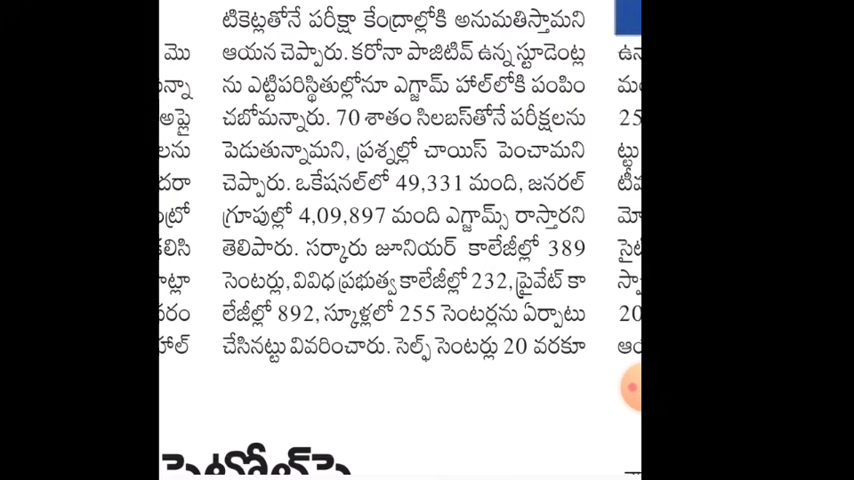 టికెట్లతోనే పరీక్షా కేంద్రాల్లోకి అనుమతిస్తామని
ఆయన చెప్పారు. కరోనా పాజిటివ్ ఉన్న స్టూడెంట్ల
ను ఎట్టిపరిస్థితుల్లోనూ ఎగ్జామ్ హాల్‌లోకి పంపిం
చబోమన్నారు. 70 శాతం సిలబస్‌తోనే పరీక్షలను
పెడుతున్నామని, ప్రశ్నల్లో చాయిస్ పెంచామని
చెప్పారు. ఒకేషనల్‌లో 49,331 మంది, జనరల్
గ్రూపుల్లో 4,09,897 మంది ఎగ్జామ్స్ రాస్తారని
తెలిపారు. సర్కారు జూనియర్ కాలేజీల్లో 389
సెంటర్లు, వివిధ ప్రభుత్వ కాలేజీల్లో 232, ప్రైవేట్ కా
లేజీల్లో 892, స్కూళ్లలో 255 సెంటర్లను ఏర్పాటు
చేసినట్టు వివరించారు. సెల్ఫ్ సెంటర్లు 20 వరకూ